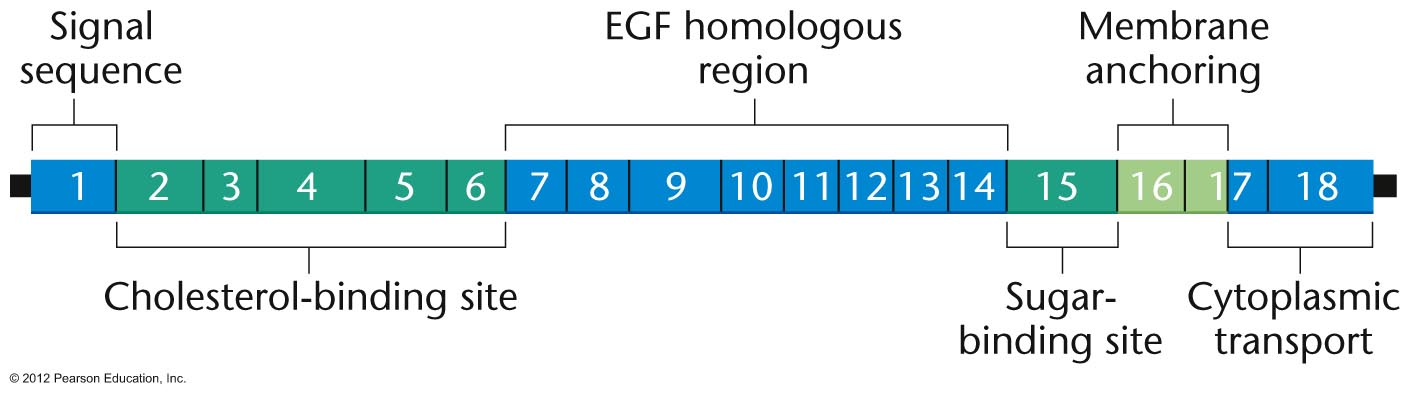 Signal
sequence
EGF homologous
region
Membrane
anchoring
1 2 3 4 5 6 7 8 9 10 11 12 13 14 15 16 17 18
Cholesterol-binding site
Sugar-
binding site
Cytoplasmic
transport
© 2012 Pearson Education, Inc.